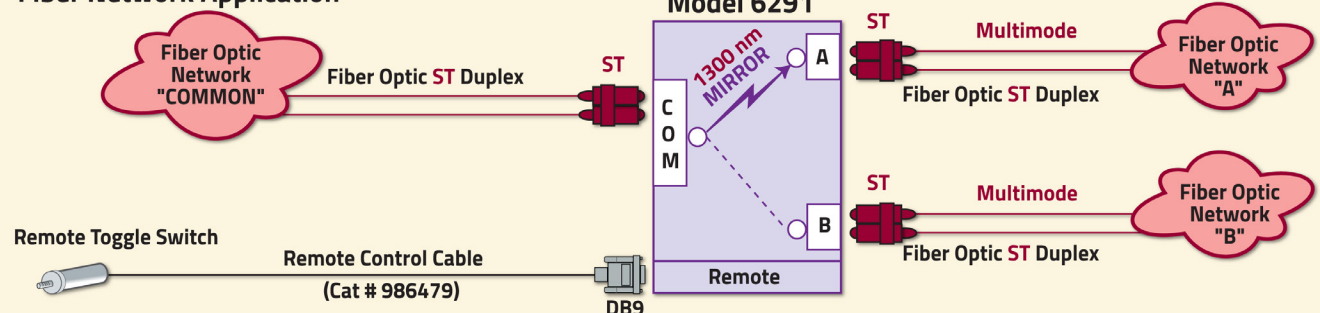 Fiber Network Application
Model 6291
Fiber Optic
Network
"COMMON"
Fiber Optic ST Duplex
ST
C
O
M
1300 nm
MIRROR
A
B
Remote
ST
Multimode
Fiber Optic ST Duplex
Fiber Optic
Network
"A"
ST
Multimode
Fiber Optic ST Duplex
Fiber Optic
Network
"B"
Remote Toggle Switch
Remote Control Cable
(Cat # 986479)
DB9